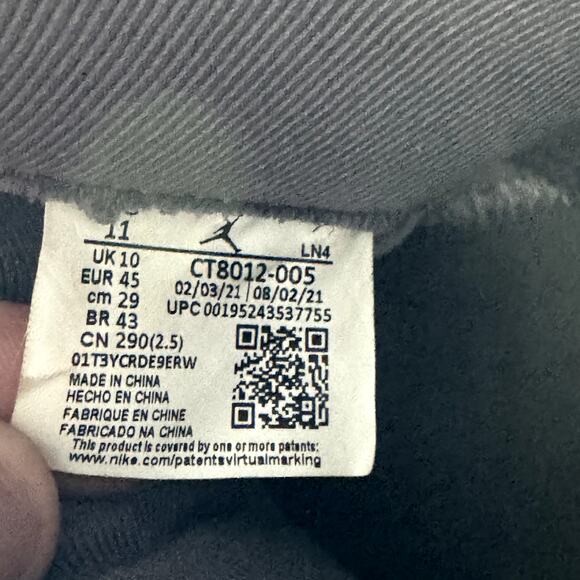 11
LN4
UK 10
EUR 45
cm 29
BR 43
CN 290(2.5)
CT8012-005
02/03/21 08/02/21
UPC 00195243537755
01T3YCRDE9ERW
MADE IN CHINA
HECHO EN CHINA
FABRIQUE EN CHINE
FABRICADO NA CHINA
This product is covered by one or more patents:
www.nike.com/patentsvirtualmarking